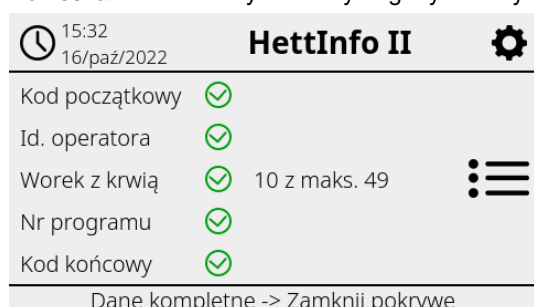 15:32
16/paź/2022
HettInfo II
Kod początkowy
Id. operatora
Worek z krwią 10 z maks. 49
Nr programu
Kod końcowy
Dane kompletne -> Zamknij pokrywę